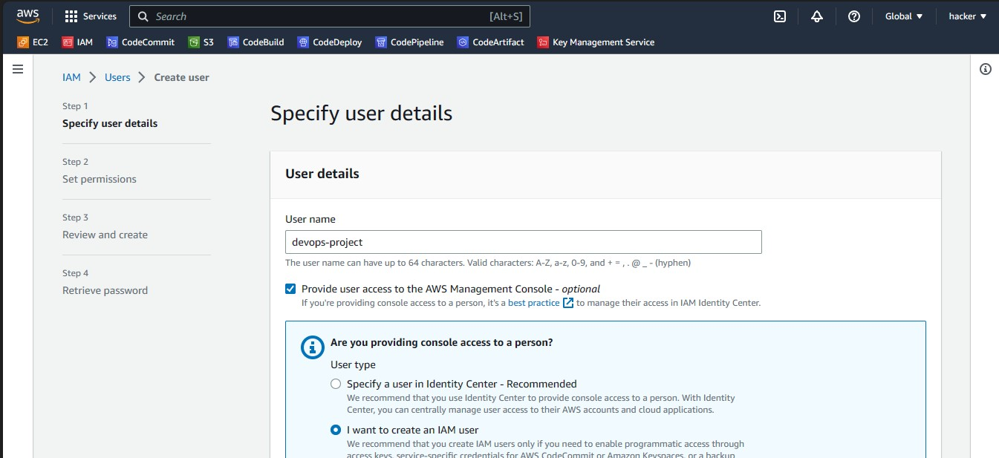 aws
Services
Search [Alt+S]
Global ▼
hacker ▼
EC2
IAM
CodeCommit
S3
CodeBuild
CodeDeploy
CodePipeline
CodeArtifact
Key Management Service
IAM > Users > Create user
Step 1
Specify user details
Step 2
Set permissions
Step 3
Review and create
Step 4
Retrieve password
Specify user details
User details
User name
devops-project
The user name can have up to 64 characters. Valid characters: A-Z, a-z, 0-9, and + = , . @ _ - (hyphen)
Provide user access to the AWS Management Console - optional
If you're providing console access to a person, it's a best practice to manage their access in IAM Identity Center.
Are you providing console access to a person?
User type
Specify a user in Identity Center - Recommended
We recommend that you use Identity Center to provide console access to a person. With Identity
Center, you can centrally manage user access to their AWS accounts and cloud applications.
I want to create an IAM user
We recommend that you create IAM users only if you need to enable programmatic access through
access keys, service-specific credentials for AWS CodeCommit or Amazon Keyspaces, or a backup